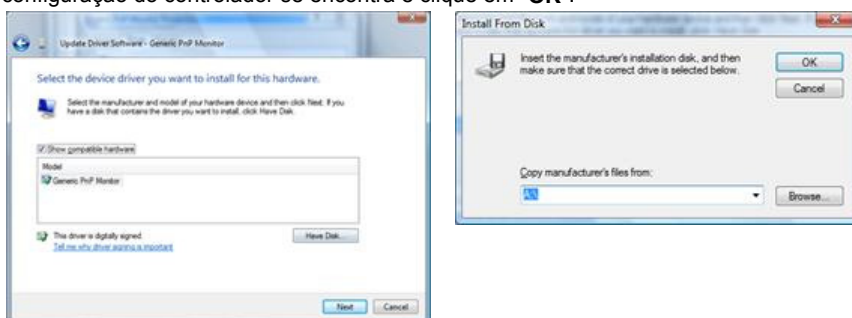 configuração do controlador se encontra e clique em "OK".
Update Driver Software - Generic PnP Monitor
Select the device driver you want to install for this hardware.
Select the manufacturer and model of your hardware device and then click Next. If you
have a disk that contains the driver you want to install, click Have Disk.
Show compatible hardware
Model
Generic PnP Monitor
This driver is digitally signed.
Tell me why driver signing is important
Have Disk...
Next
Cancel
Install From Disk
Insert the manufacturer's installation disk, and then
make sure that the correct drive is selected below.
OK
Cancel
Copy manufacturer's files from:
A:\
Browse...